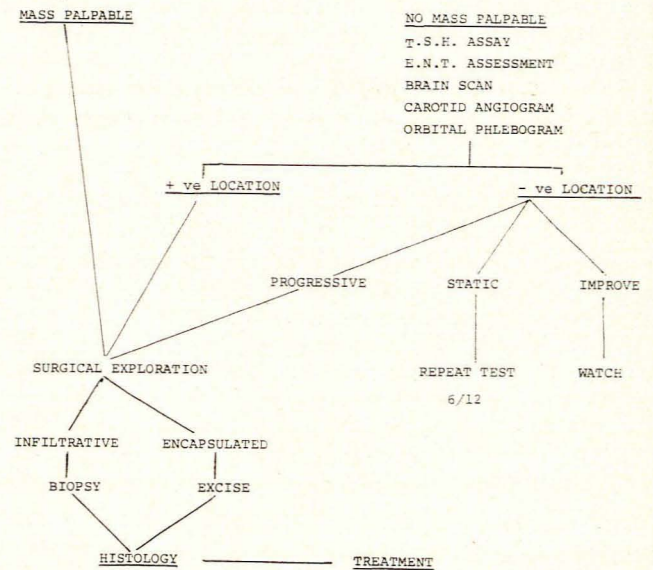 MASS PALPABLE
NO MASS PALPABLE
T.S.H. ASSAY
E.N.T. ASSESSMENT
BRAIN SCAN
CAROTID ANGIOGRAM
ORBITAL PHLEBOGRAM
+ ve LOCATION
- ve LOCATION
PROGRESSIVE
STATIC
IMPROVE
SURGICAL EXPLORATION
REPEAT TEST
WATCH
6/12
INFILTRATIVE
ENCAPSULATED
BIOPSY
EXCISE
HISTOLOGY
TREATMENT